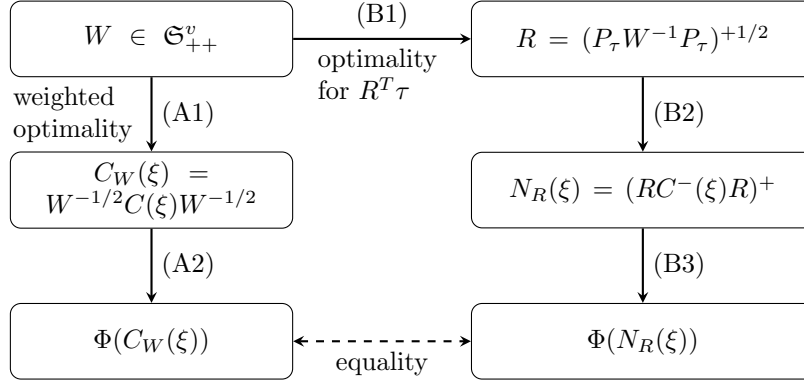 (B1)
W ∈ 𝔖^v_{++}
R = (P_τ W^{-1} P_τ)^{+1/2}
optimality
for R^T τ
weighted
optimality
(A1)
(B2)
C_W(ξ) =
W^{-1/2}C(ξ)W^{-1/2}
N_R(ξ) = (RC^-(ξ)R)^+
(A2)
(B3)
Φ(C_W(ξ))
Φ(N_R(ξ))
equality